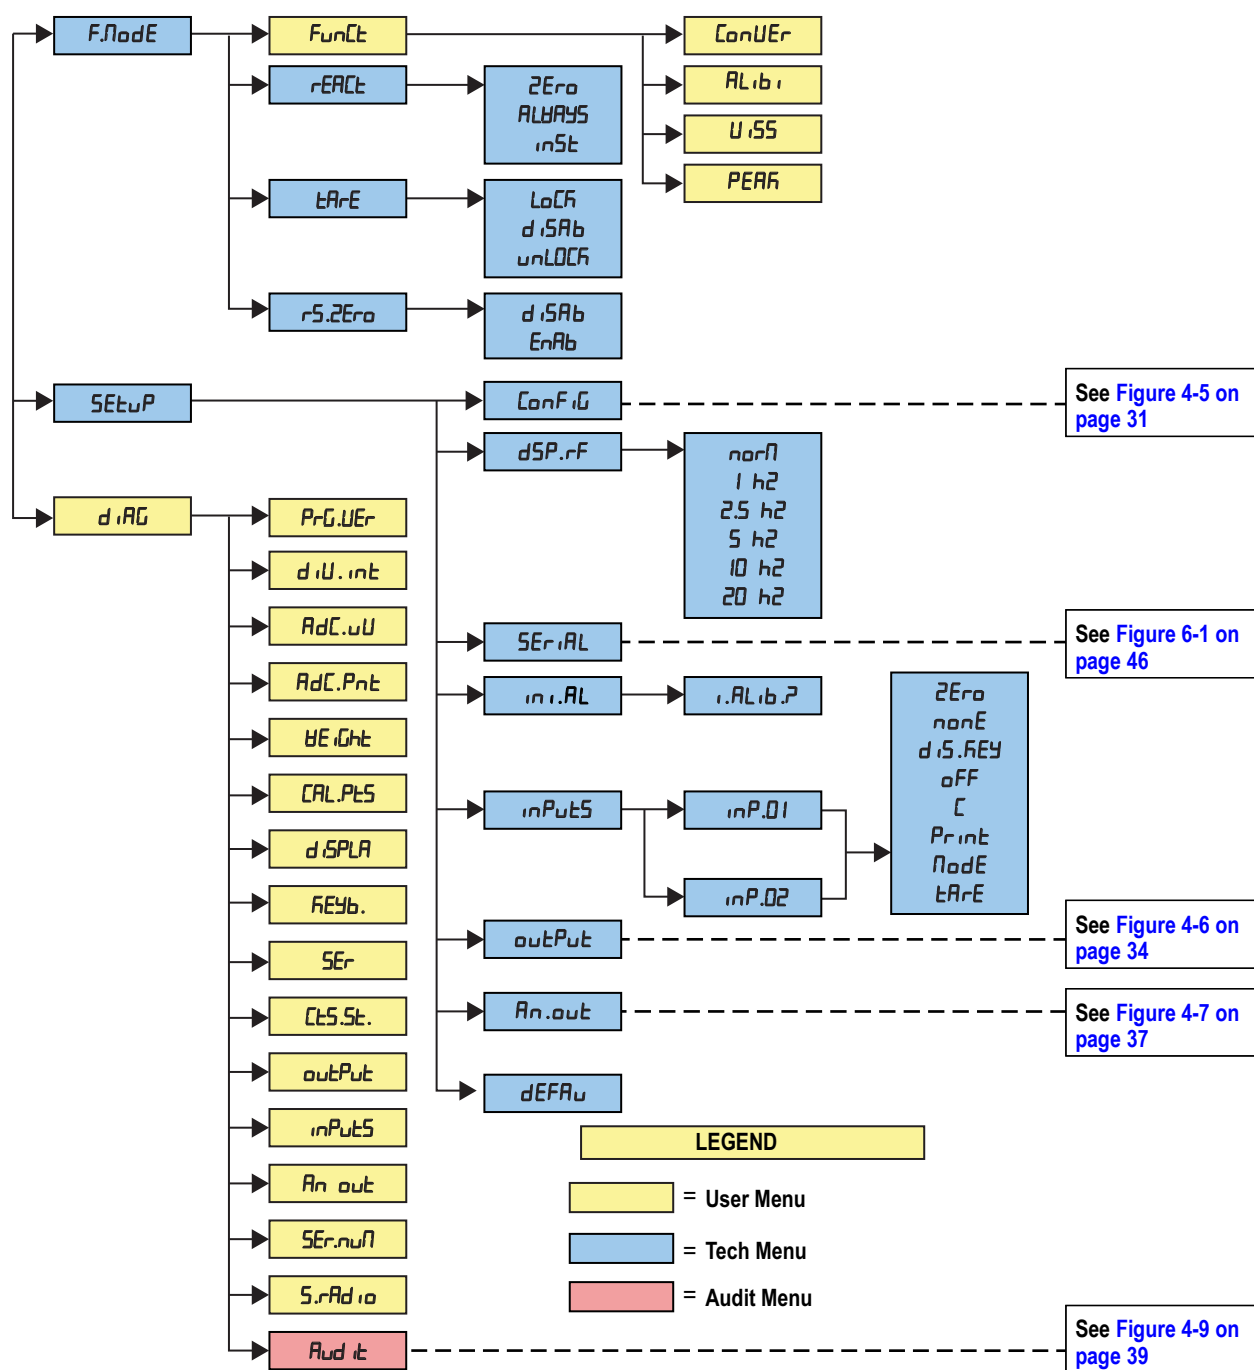 F.ModE
FunCt
ConVEr
ALibi
ViSS
PEAK
rEACt
ZEro
ALWAYS
inSt
tArE
LoCK
diSAb
unLOCK
rS.ZEro
diSAb
EnAb
SEtuP
ConFiG
See Figure 4-5 on
page 31
dSP.rF
norM
1 hZ
2.5 hZ
5 hZ
10 hZ
20 hZ
SEriAL
See Figure 6-1 on
page 46
ini.AL
i.ALib.?
inPutS
inP.01
inP.02
ZEro
nonE
diS.KEY
oFF
C
Print
ModE
tArE
outPut
See Figure 4-6 on
page 34
An.out
See Figure 4-7 on
page 37
dEFAu
diAG
PrG.VEr
diV.int
AdC.uV
AdC.Pnt
WEiGht
CAL.PtS
diSPLA
KEYb.
SEr
CtS.St.
outPut
inPutS
An out
SEr.nuM
S.rAdio
Audit
See Figure 4-9 on
page 39
LEGEND
= User Menu
= Tech Menu
= Audit Menu